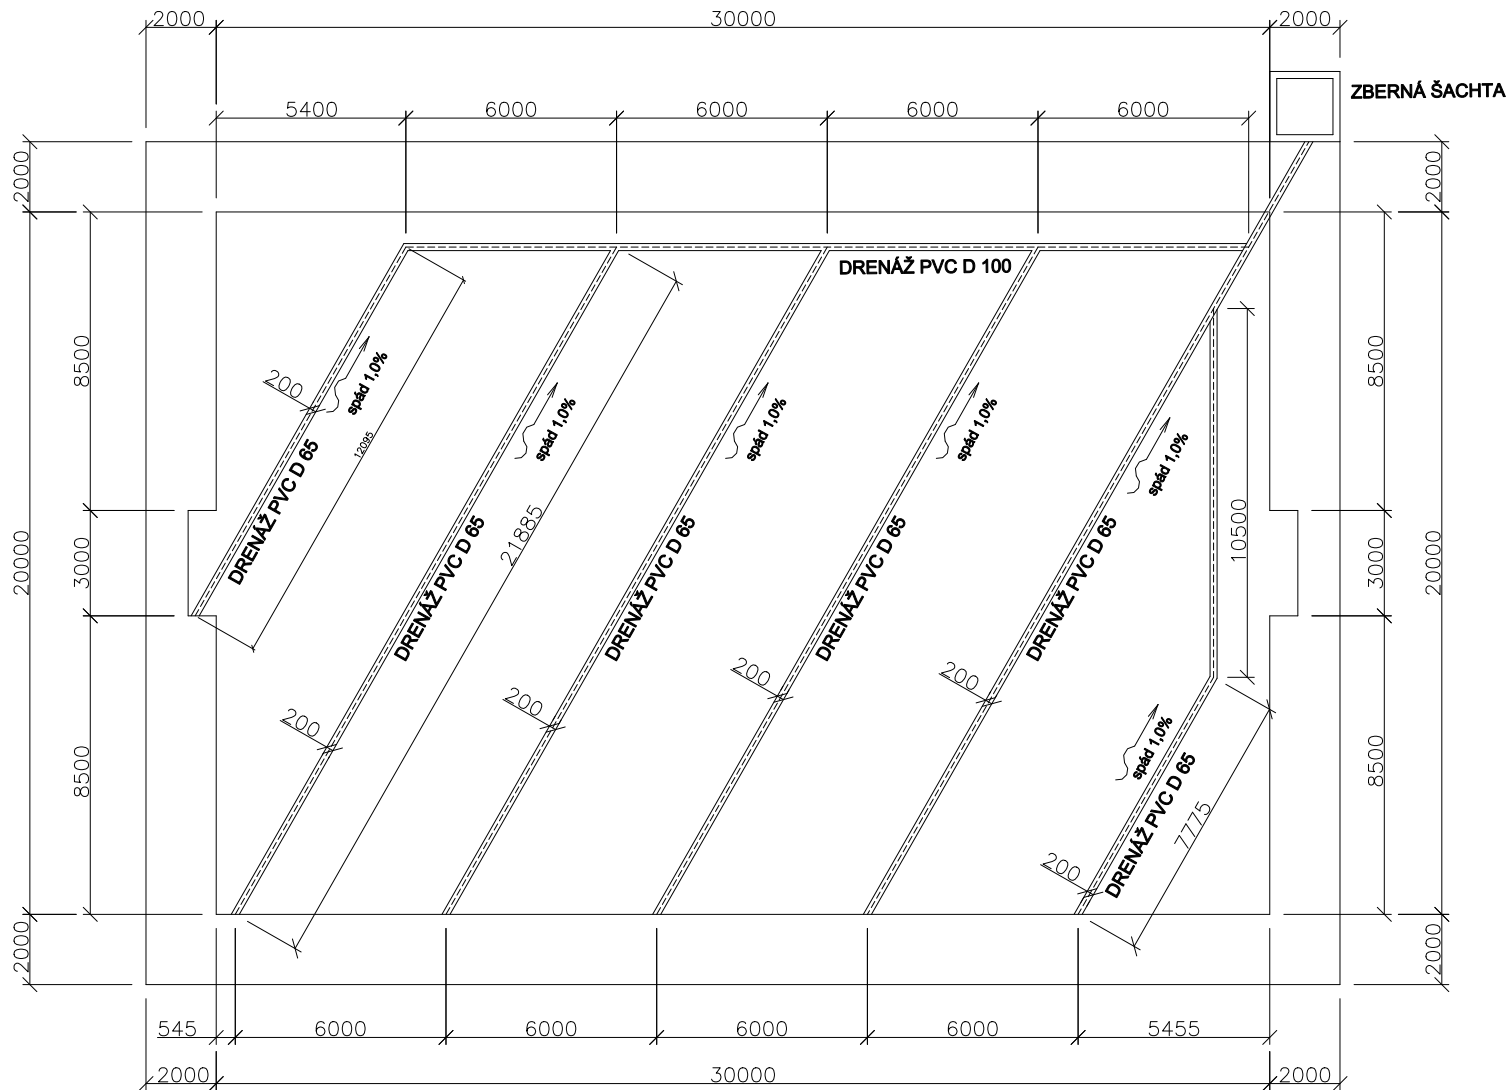 2000
30000
2000
ZBERNÁ ŠACHTA
5400
6000
6000
6000
6000
2000
2000
DRENÁŽ PVC D 100
8500
8500
200
spád 1,0%
spád 1,0%
spád 1,0%
spád 1,0%
spád 1,0%
12095
DRENÁŽ PVC D 65
21885
10500
DRENÁŽ PVC D 65
DRENÁŽ PVC D 65
DRENÁŽ PVC D 65
DRENÁŽ PVC D 65
20000
3000
3000
20000
200
200
200
200
spád 1,0%
8500
8500
DRENÁŽ PVC D 65
7775
200
2000
2000
545
6000
6000
6000
6000
5455
2000
30000
2000